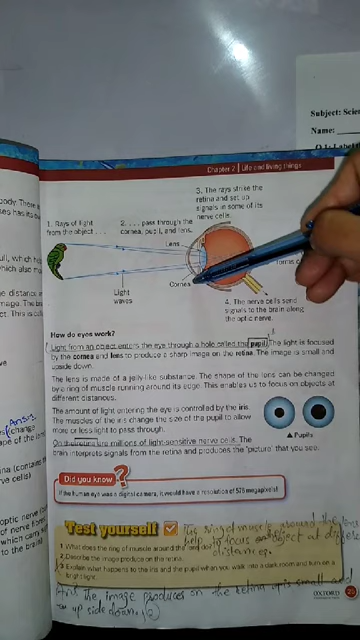 Subject: Scien
Name:
Q.1: Label t
Chapter 7 | Life and living things
body. There a
3. The rays strike the
retina and set up
signals in some of its
nerve cells.
1. Rays of light
from the object . . .
2. . . . pass through the
cornea, pupil, and lens.
Lens
Cornea
Light
waves
4. The nerve cells send
signals to the brain along
the optic nerve.
How do eyes work?
Light from an object enters the eye through a hole called the pupil. The light is focused
by the cornea and lens to produce a sharp image on the retina. The image is small and
upside down.
The lens is made of a jelly-like substance. The shape of the lens can be changed
by a ring of muscle running around its edge. This enables us to focus on objects at
different distances.
The amount of light entering the eye is controlled by the iris.
The muscles of the iris change the size of the pupil to allow
more or less light to pass through.
Pupils
On the retina are millions of light-sensitive nerve cells. The
brain interprets signals from the retina and produces the 'picture' that you see.
Did you know?
If the human eye was a digital camera, it would have a resolution of 576 megapixels!
Test yourself
1 What does the ring of muscle around the lens do?
2 Describe the image produced on the retina.
3 Explain what happens to the iris and the pupil when you walk into a dark room and turn on a
bright light.
The ring of muscle around the lens
help to focus on object at different
distances.
the image produces on the retina is small and
up side down. (2)
OXFORD